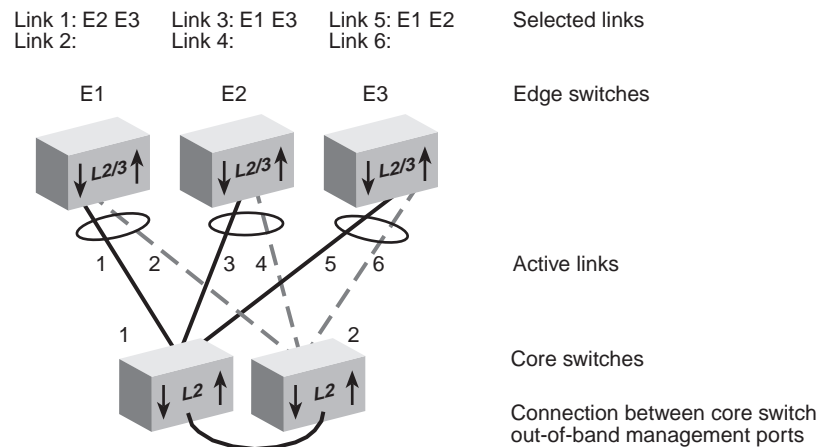 Link 1: E2 E3 Link 3: E1 E3 Link 5: E1 E2 Selected links
Link 2: Link 4: Link 6:
E1 E2 E3 Edge switches
L2/3 L2/3 L2/3
1 2 3 4 5 6 Active links
1 2
Core switches
L2 L2
Connection between core switch
out-of-band management ports